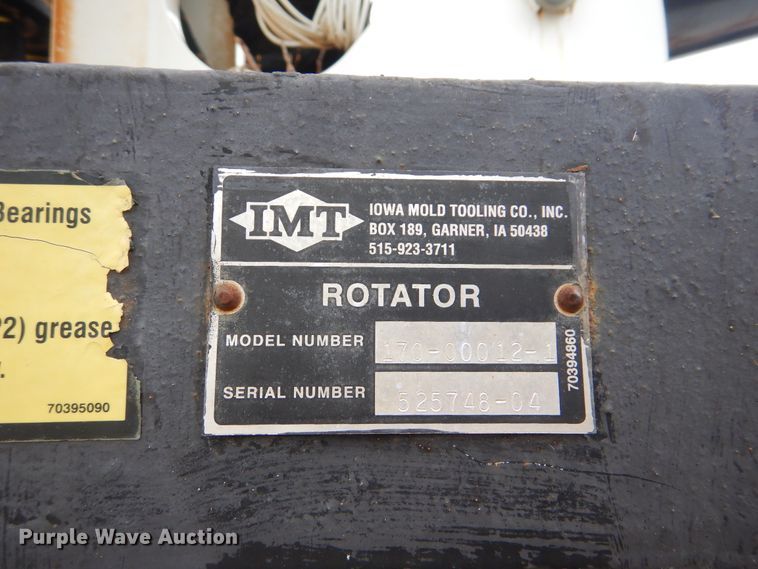 Bearings
P2) grease
70395090
IMT
IOWA MOLD TOOLING CO., INC.
BOX 189, GARNER, IA 50438
515-923-3711
ROTATOR
MODEL NUMBER 170-00012-1
SERIAL NUMBER 525748-04
70394860
Purple Wave Auction